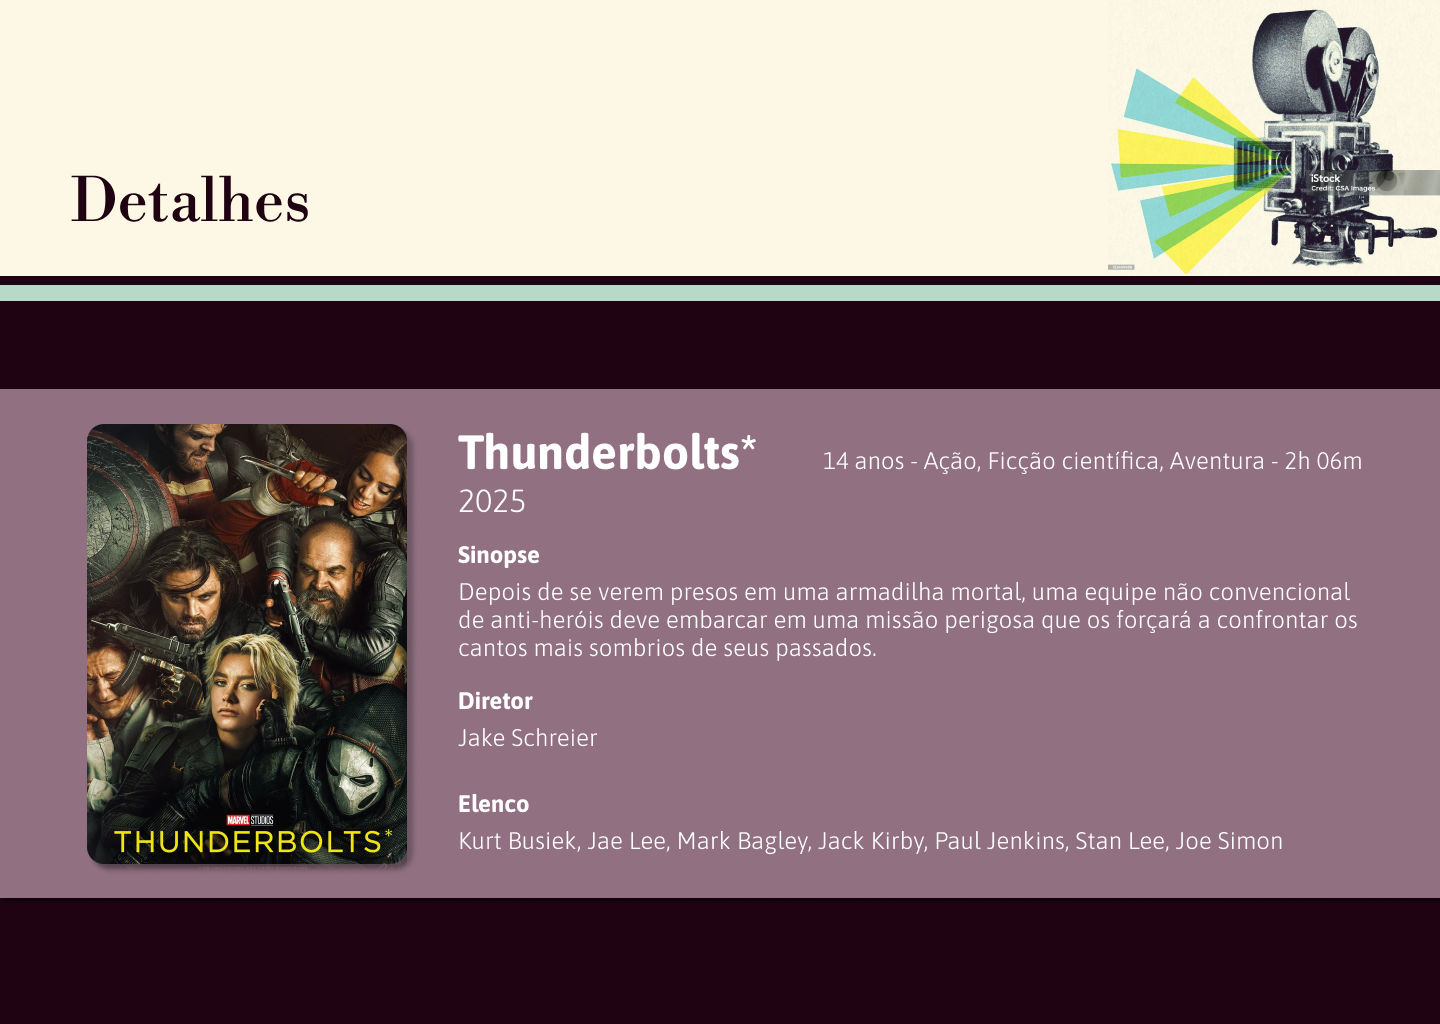 Detalhes
iStock
Credit: CSA Images
Thunderbolts*
14 anos - Ação, Ficção científica, Aventura - 2h 06m
2025
Sinopse
Depois de se verem presos em uma armadilha mortal, uma equipe não convencional
de anti-heróis deve embarcar em uma missão perigosa que os forçará a confrontar os
cantos mais sombrios de seus passados.
Diretor
Jake Schreier
Elenco
Kurt Busiek, Jae Lee, Mark Bagley, Jack Kirby, Paul Jenkins, Stan Lee, Joe Simon
MARVEL STUDIOS
THUNDERBOLTS*